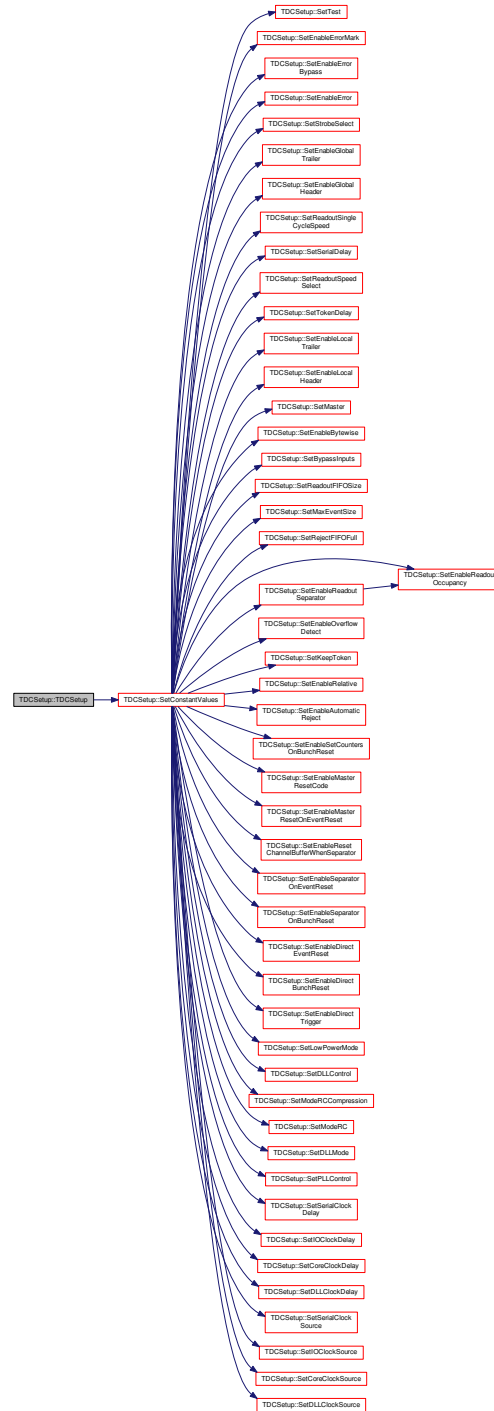 TDCSetup::SetTest
TDCSetup::SetEnableErrorMark
TDCSetup::SetEnableError
Bypass
TDCSetup::SetEnableError
TDCSetup::SetStrobeSelect
TDCSetup::SetEnableGlobal
Trailer
TDCSetup::SetEnableGlobal
Header
TDCSetup::SetReadoutSingle
CycleSpeed
TDCSetup::SetSerialDelay
TDCSetup::SetReadoutSpeed
Select
TDCSetup::SetTokenDelay
TDCSetup::SetEnableLocal
Trailer
TDCSetup::SetEnableLocal
Header
TDCSetup::SetMaster
TDCSetup::SetEnableBytewise
TDCSetup::SetBypassInputs
TDCSetup::SetReadoutFIFOSize
TDCSetup::SetMaxEventSize
TDCSetup::SetRejectFIFOFull
TDCSetup::SetEnableReadout
Occupancy
TDCSetup::SetEnableReadout
Separator
TDCSetup::SetEnableOverflow
Detect
TDCSetup::SetKeepToken
TDCSetup::SetEnableRelative
TDCSetup::TDCSetup
TDCSetup::SetConstantValues
TDCSetup::SetEnableAutomatic
Reject
TDCSetup::SetEnableSetCounters
OnBunchReset
TDCSetup::SetEnableMaster
ResetCode
TDCSetup::SetEnableMaster
ResetOnEventReset
TDCSetup::SetEnableReset
ChannelBufferWhenSeparator
TDCSetup::SetEnableSeparator
OnEventReset
TDCSetup::SetEnableSeparator
OnBunchReset
TDCSetup::SetEnableDirect
EventReset
TDCSetup::SetEnableDirect
BunchReset
TDCSetup::SetEnableDirect
Trigger
TDCSetup::SetLowPowerMode
TDCSetup::SetDLLControl
TDCSetup::SetModeRCCompression
TDCSetup::SetModeRC
TDCSetup::SetDLLMode
TDCSetup::SetPLLControl
TDCSetup::SetSerialClock
Delay
TDCSetup::SetIOClockDelay
TDCSetup::SetCoreClockDelay
TDCSetup::SetDLLClockDelay
TDCSetup::SetSerialClock
Source
TDCSetup::SetIOClockSource
TDCSetup::SetCoreClockSource
TDCSetup::SetDLLClockSource